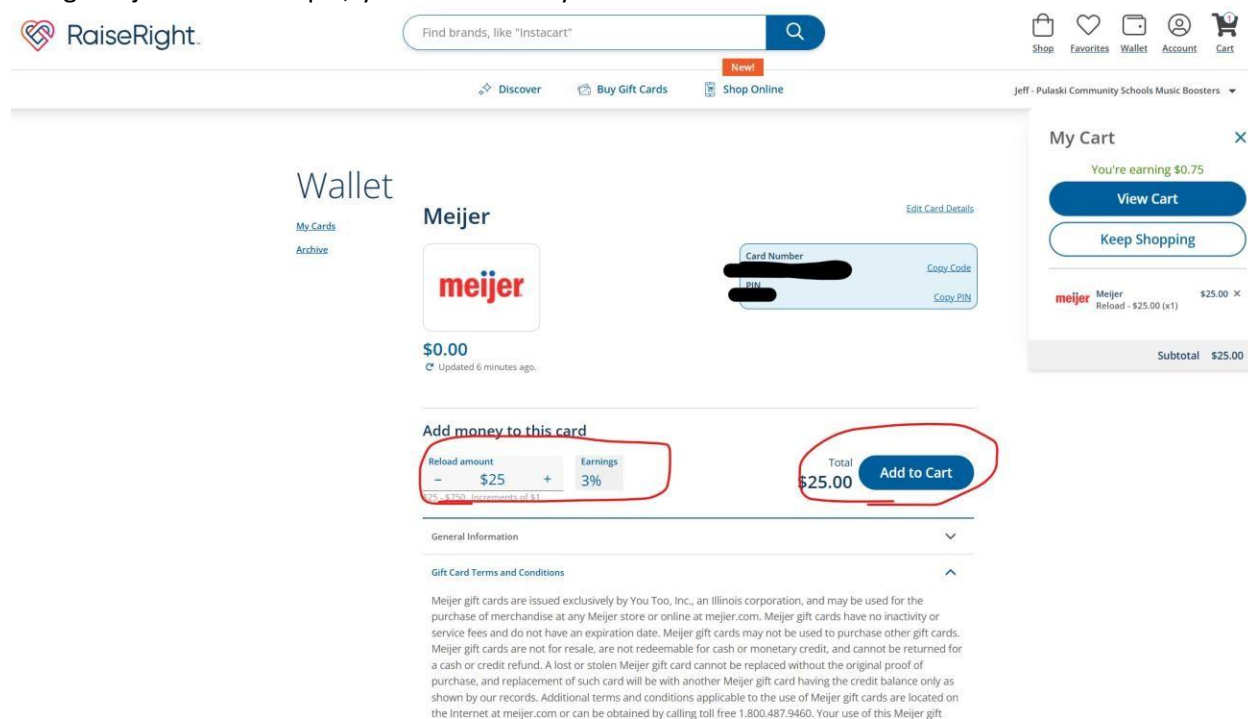 RaiseRight.
Find brands, like "Instacart"
Shop Favorites Wallet Account Cart
1
New!
Discover Buy Gift Cards Shop Online
Jeff - Pulaski Community Schools Music Boosters
My Cart ×
You're earning $0.75
View Cart
Keep Shopping
meijer Meijer $25.00 ×
Reload - $25.00 (x1)
Subtotal $25.00
Wallet
My Cards
Archive
Meijer
Edit Card Details
meijer
Card Number
Copy Code
PIN
Copy PIN
$0.00
Updated 6 minutes ago.
Add money to this card
Reload amount Earnings
- $25 + 3%
$25 - $750, Increments of $1
Total
$25.00
Add to Cart
General Information
Gift Card Terms and Conditions
Meijer gift cards are issued exclusively by You Too, Inc., an Illinois corporation, and may be used for the
purchase of merchandise at any Meijer store or online at meijer.com. Meijer gift cards have no inactivity or
service fees and do not have an expiration date. Meijer gift cards may not be used to purchase other gift cards.
Meijer gift cards are not for resale, are not redeemable for cash or monetary credit, and cannot be returned for
a cash or credit refund. A lost or stolen Meijer gift card cannot be replaced without the original proof of
purchase, and replacement of such card will be with another Meijer gift card having the credit balance only as
shown by our records. Additional terms and conditions applicable to the use of Meijer gift cards are located on
the Internet at meijer.com or can be obtained by calling toll free 1.800.487.9460. Your use of this Meijer gift